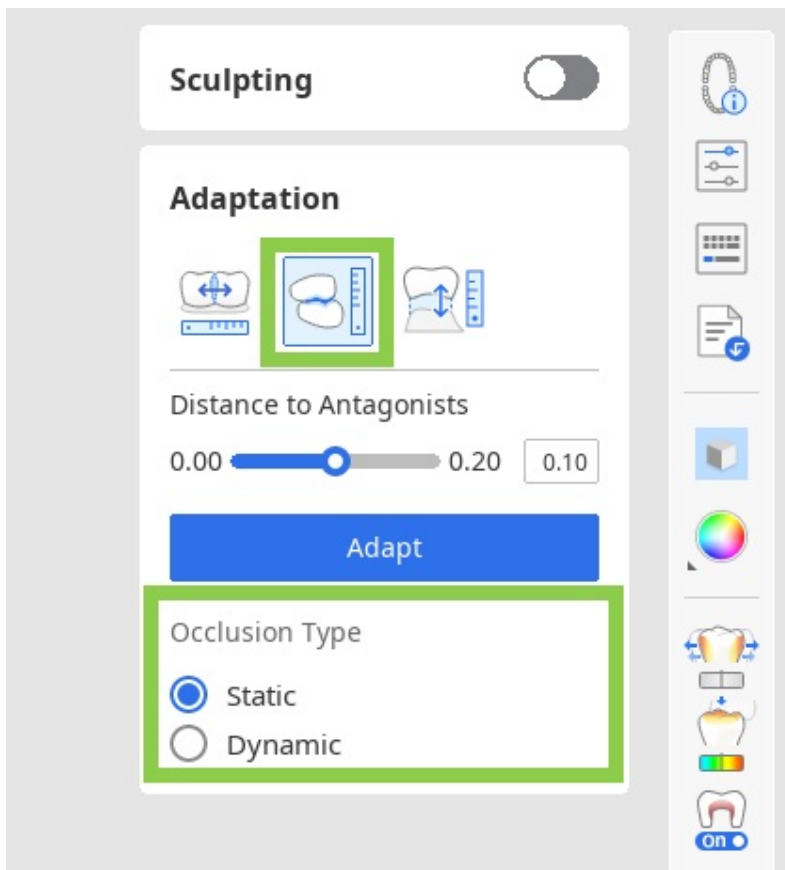 Sculpting
Adaptation
Distance to Antagonists
0.00 0.20 0.10
Adapt
Occlusion Type
Static
Dynamic
On